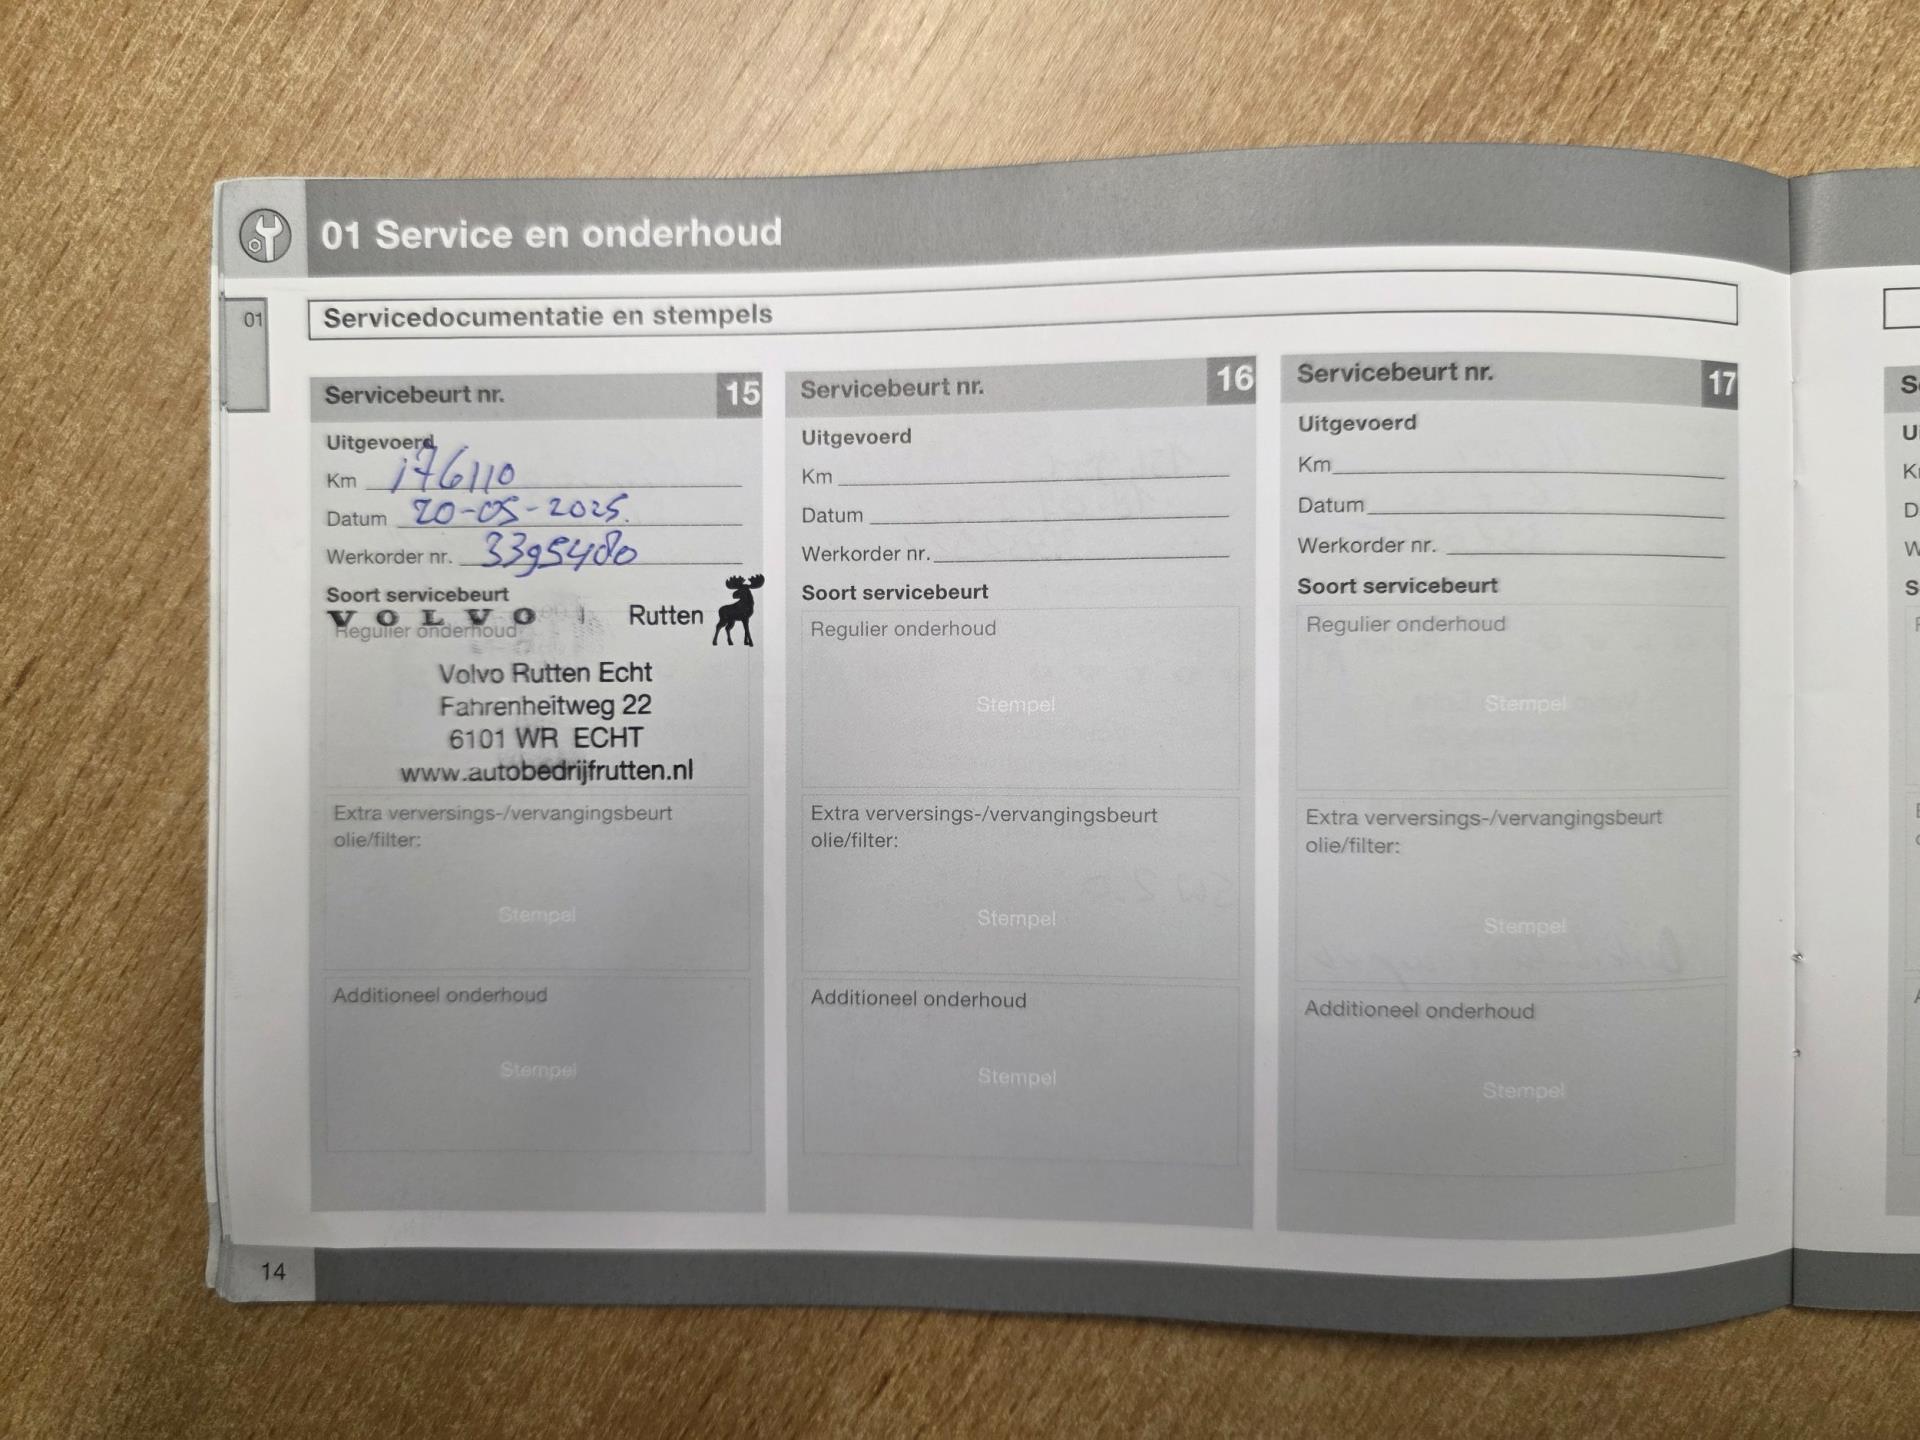 01 Service en onderhoud
01
Servicedocumentatie en stempels
Servicebeurt nr. 15
Uitgevoerd
Km 176110
Datum 20-05-2025
Werkorder nr. 3395480
Soort servicebeurt
VOLVO Rutten
Regulier onderhoud
Volvo Rutten Echt
Fahrenheitweg 22
6101 WR ECHT
www.autobedrijfrutten.nl
Extra verversings-/vervangingsbeurt
olie/filter:
Stempel
Additioneel onderhoud
Stempel
Servicebeurt nr. 16
Uitgevoerd
Km
Datum
Werkorder nr.
Soort servicebeurt
Regulier onderhoud
Stempel
Extra verversings-/vervangingsbeurt
olie/filter:
Stempel
Additioneel onderhoud
Stempel
Servicebeurt nr. 17
Uitgevoerd
Km
Datum
Werkorder nr.
Soort servicebeurt
Regulier onderhoud
Stempel
Extra verversings-/vervangingsbeurt
olie/filter:
Stempel
Additioneel onderhoud
Stempel
14